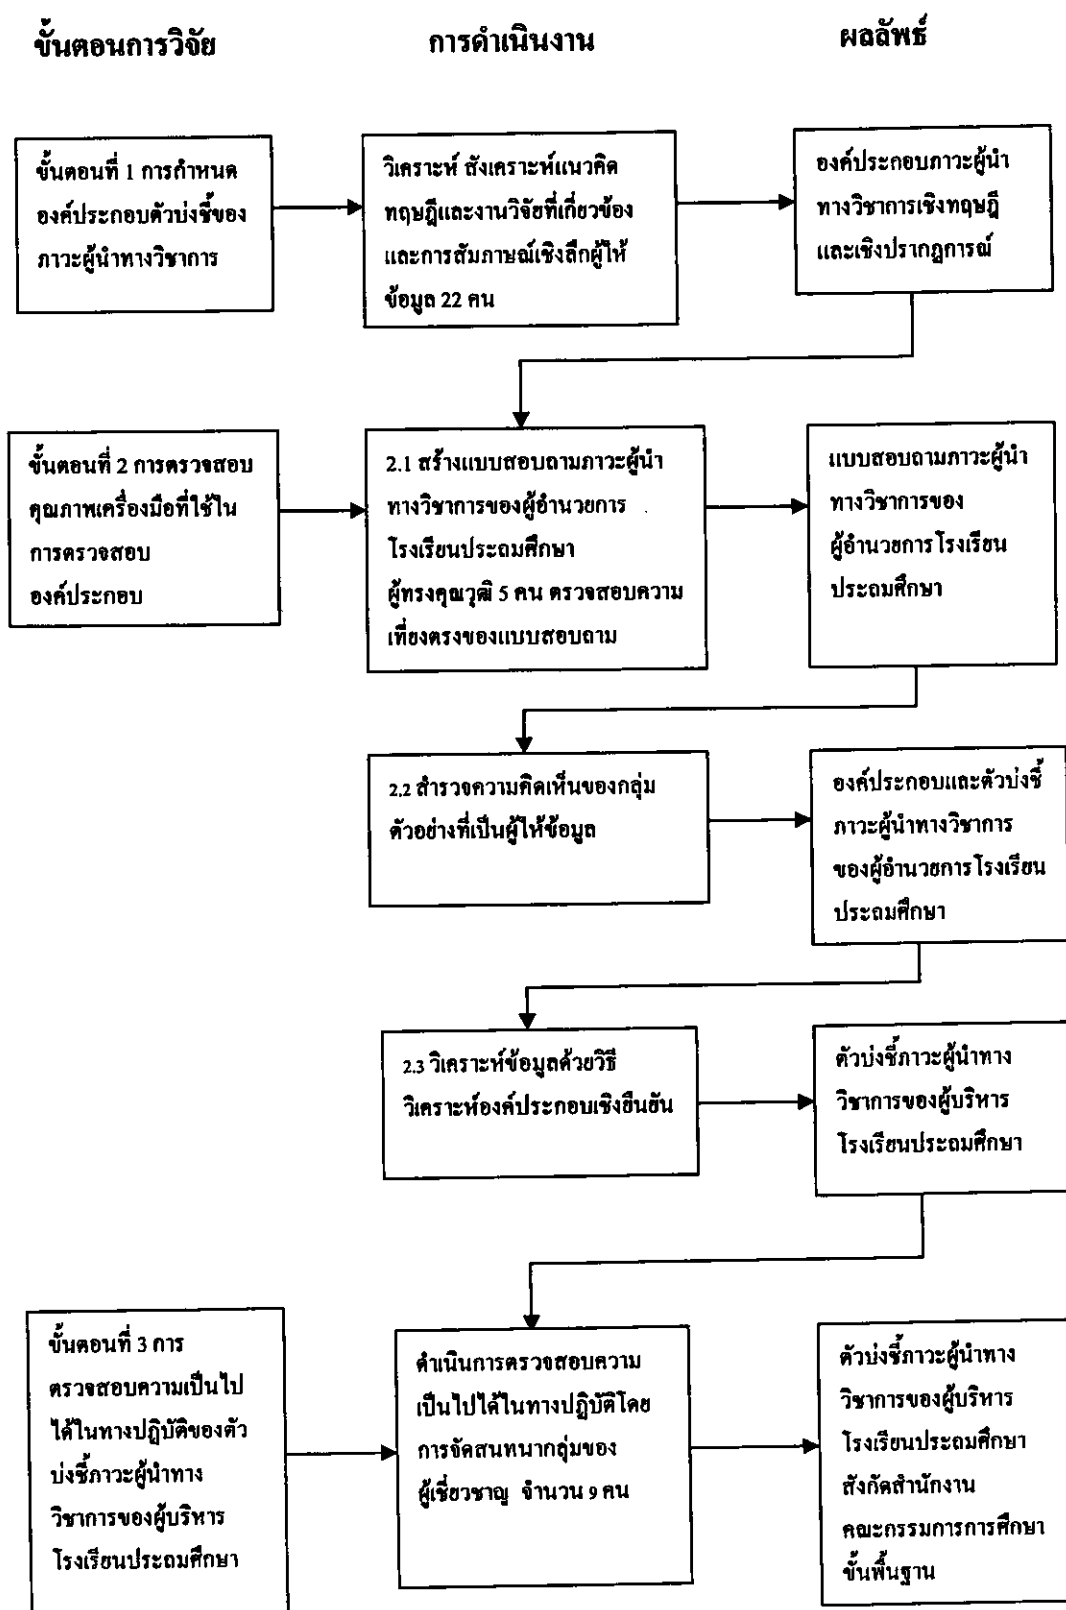 ขั้นตอนการวิจัย
การดำเนินงาน
ผลลัพธ์
ขั้นตอนที่ 1 การกำหนด
องค์ประกอบตัวบ่งชี้ของ
ภาวะผู้นำทางวิชาการ
วิเคราะห์ สังเคราะห์แนวคิด
ทฤษฎีและงานวิจัยที่เกี่ยวข้อง
และการสัมภาษณ์เชิงลึกผู้ให้
ข้อมูล 22 คน
องค์ประกอบภาวะผู้นำ
ทางวิชาการเชิงทฤษฎี
และเชิงปรากฏการณ์
ขั้นตอนที่ 2 การตรวจสอบ
คุณภาพเครื่องมือที่ใช้ใน
การตรวจสอบ
องค์ประกอบ
2.1 สร้างแบบสอบถามภาวะผู้นำ
ทางวิชาการของผู้อำนวยการ
โรงเรียนประถมศึกษา
ผู้ทรงคุณวุฒิ 5 คน ตรวจสอบความ
เที่ยงตรงของแบบสอบถาม
แบบสอบถามภาวะผู้นำ
ทางวิชาการของ
ผู้อำนวยการโรงเรียน
ประถมศึกษา
2.2 สำรวจความคิดเห็นของกลุ่ม
ตัวอย่างที่เป็นผู้ให้ข้อมูล
องค์ประกอบและตัวบ่งชี้
ภาวะผู้นำทางวิชาการ
ของผู้อำนวยการโรงเรียน
ประถมศึกษา
2.3 วิเคราะห์ข้อมูลด้วยวิธี
วิเคราะห์องค์ประกอบเชิงยืนยัน
ตัวบ่งชี้ภาวะผู้นำทาง
วิชาการของผู้บริหาร
โรงเรียนประถมศึกษา
ขั้นตอนที่ 3 การ
ตรวจสอบความเป็นไป
ได้ในทางปฏิบัติของตัว
บ่งชี้ภาวะผู้นำทาง
วิชาการของผู้บริหาร
โรงเรียนประถมศึกษา
ดำเนินการตรวจสอบความ
เป็นไปได้ในทางปฏิบัติโดย
การจัดสนทนากลุ่มของ
ผู้เชี่ยวชาญ จำนวน 9 คน
ตัวบ่งชี้ภาวะผู้นำทาง
วิชาการของผู้บริหาร
โรงเรียนประถมศึกษา
สังกัดสำนักงาน
คณะกรรมการการศึกษา
ขั้นพื้นฐาน